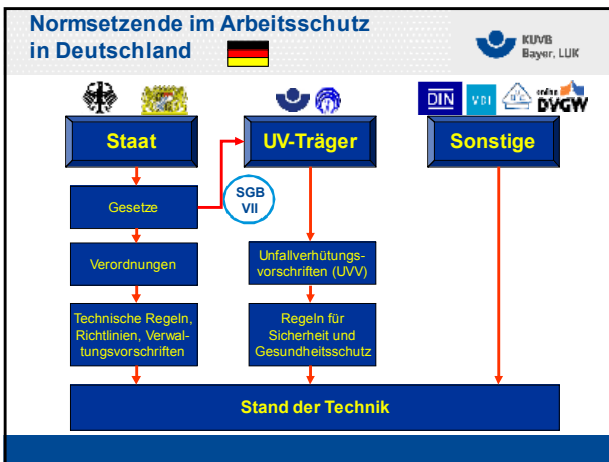 Normsetzende im Arbeitsschutz
in Deutschland
KUVB
Bayer. LUK
DIN
VDI
online
DVGW
Staat
UV-Träger
Sonstige
Gesetze
SGB
VII
Verordnungen
Unfallverhütungs-
vorschriften (UVV)
Technische Regeln,
Richtlinien, Verwal-
tungsvorschriften
Regeln für
Sicherheit und
Gesundheitsschutz
Stand der Technik